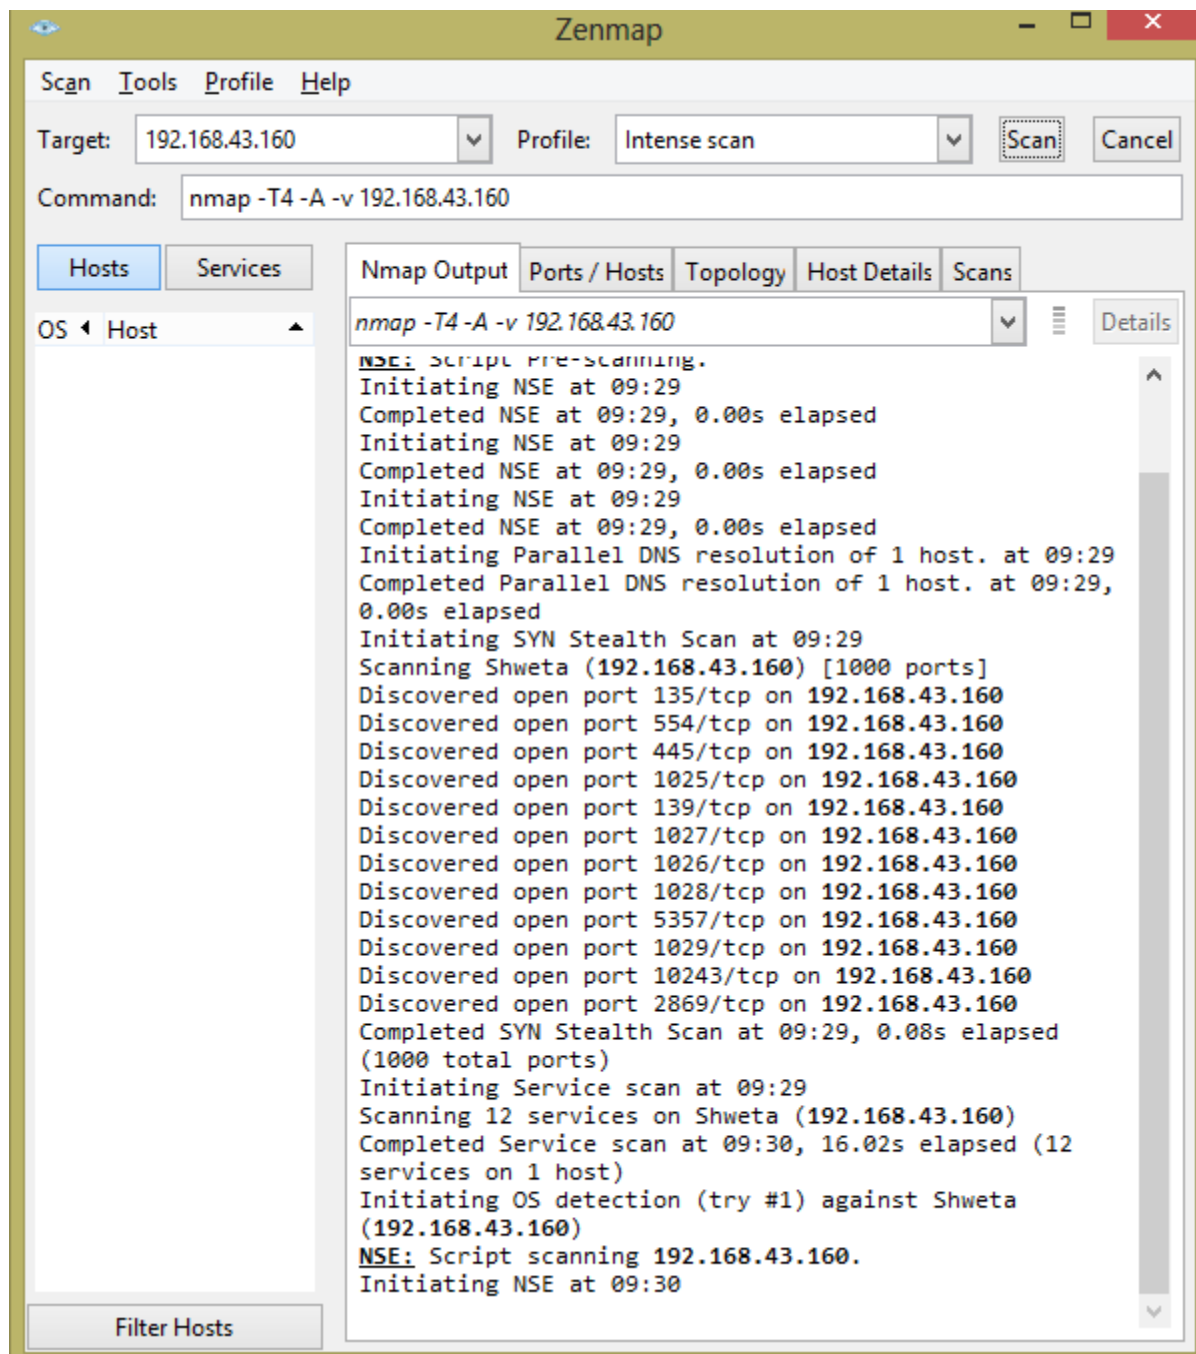 Zenmap
Scan Tools Profile Help
Target: 192.168.43.160 Profile: Intense scan Scan Cancel
Command: nmap -T4 -A -v 192.168.43.160
Hosts Services Nmap Output Ports / Hosts Topology Host Details Scans
OS Host nmap -T4 -A -v 192.168.43.160 Details
NSE: Script Pre-scanning.
Initiating NSE at 09:29
Completed NSE at 09:29, 0.00s elapsed
Initiating NSE at 09:29
Completed NSE at 09:29, 0.00s elapsed
Initiating NSE at 09:29
Completed NSE at 09:29, 0.00s elapsed
Initiating Parallel DNS resolution of 1 host. at 09:29
Completed Parallel DNS resolution of 1 host. at 09:29,
0.00s elapsed
Initiating SYN Stealth Scan at 09:29
Scanning Shweta (192.168.43.160) [1000 ports]
Discovered open port 135/tcp on 192.168.43.160
Discovered open port 554/tcp on 192.168.43.160
Discovered open port 445/tcp on 192.168.43.160
Discovered open port 1025/tcp on 192.168.43.160
Discovered open port 139/tcp on 192.168.43.160
Discovered open port 1027/tcp on 192.168.43.160
Discovered open port 1026/tcp on 192.168.43.160
Discovered open port 1028/tcp on 192.168.43.160
Discovered open port 5357/tcp on 192.168.43.160
Discovered open port 1029/tcp on 192.168.43.160
Discovered open port 10243/tcp on 192.168.43.160
Discovered open port 2869/tcp on 192.168.43.160
Completed SYN Stealth Scan at 09:29, 0.08s elapsed
(1000 total ports)
Initiating Service scan at 09:29
Scanning 12 services on Shweta (192.168.43.160)
Completed Service scan at 09:30, 16.02s elapsed (12
services on 1 host)
Initiating OS detection (try #1) against Shweta
(192.168.43.160)
NSE: Script scanning 192.168.43.160.
Initiating NSE at 09:30
Filter Hosts